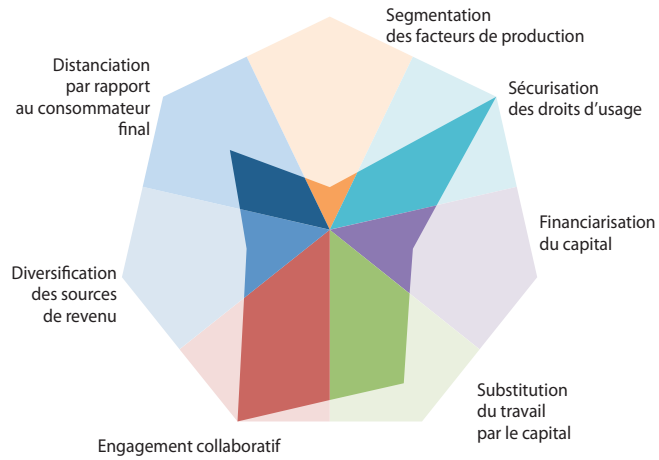 Segmentation
des facteurs de production
Sécurisation
des droits d’usage
Financiarisation
du capital
Substitution
du travail
par le capital
Engagement collaboratif
Diversification
des sources
de revenu
Distanciation
par rapport
au consommateur
final